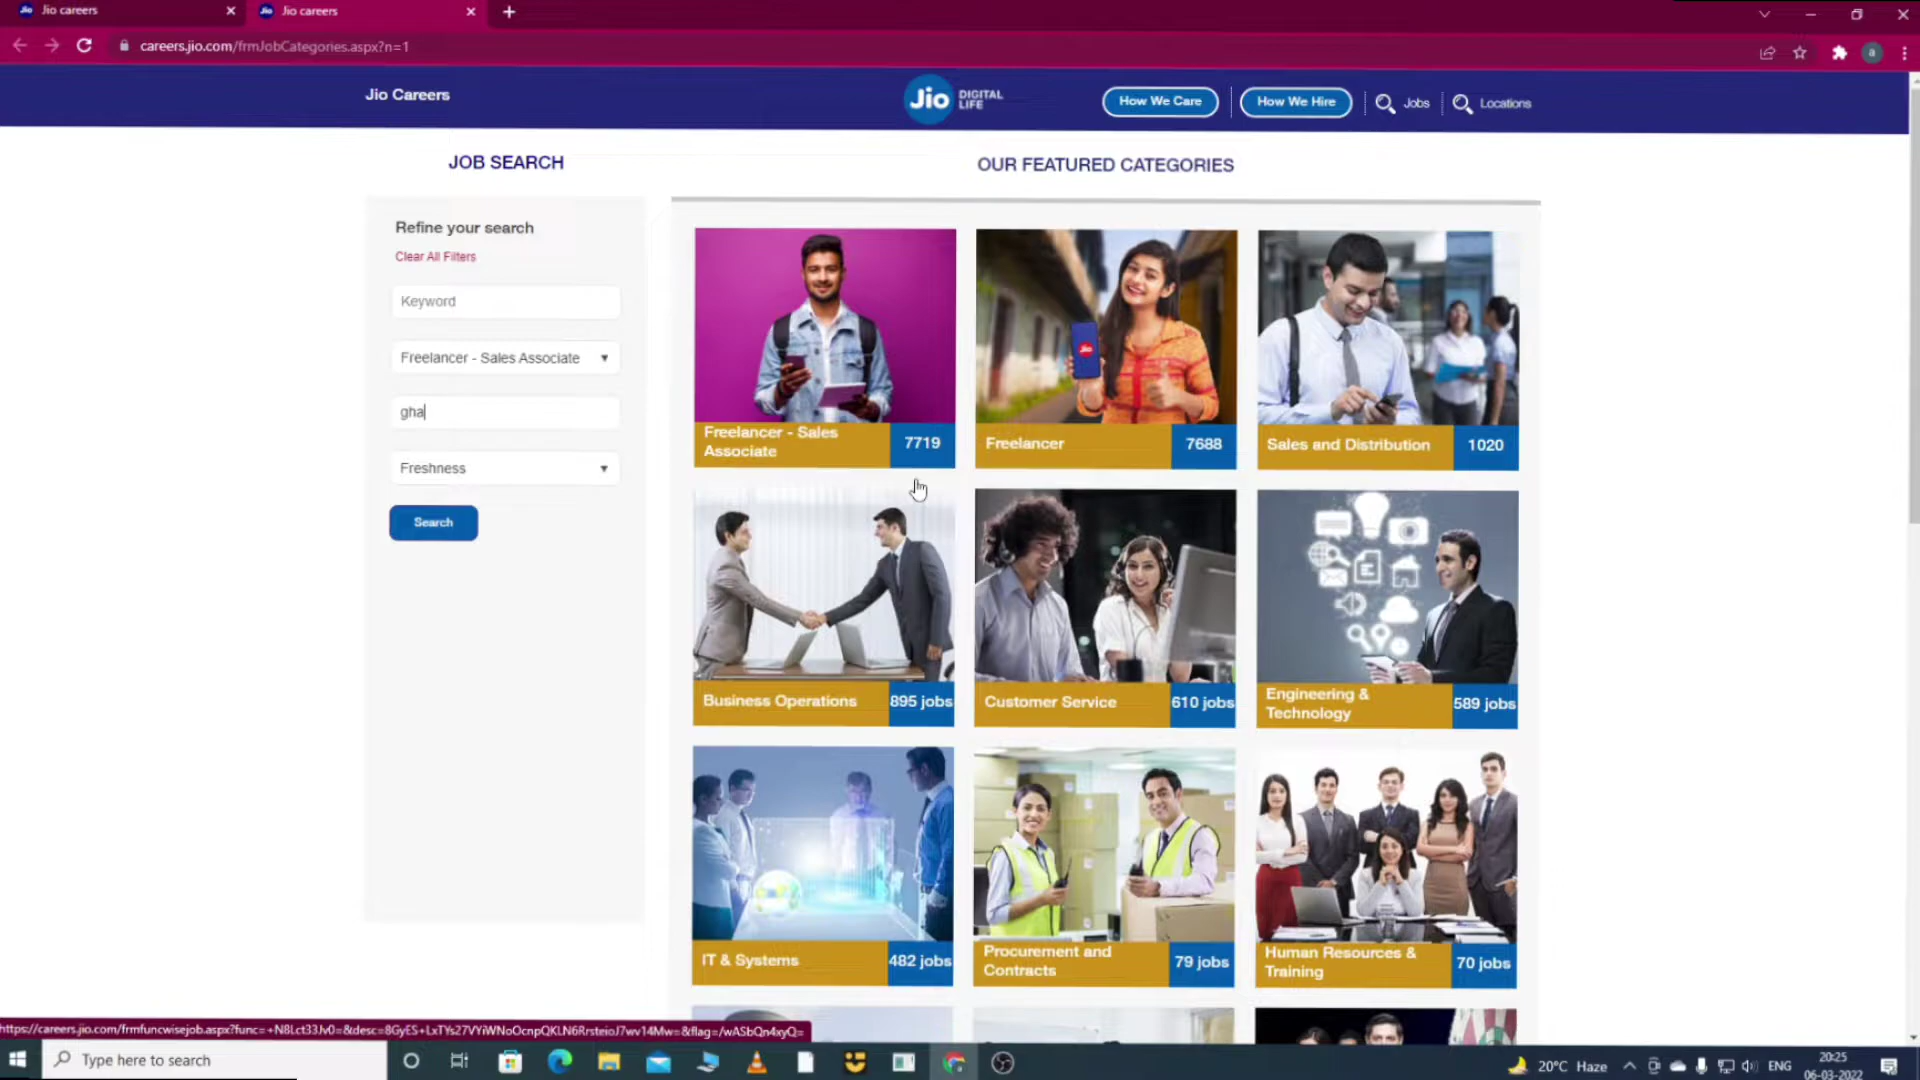 Jio careers
Jio careers
careers.jio.com/frmJobCategories.aspx?n=1
a
Jio Careers
Jio DIGITAL LIFE
How We Care
How We Hire
Jobs
Locations
JOB SEARCH
OUR FEATURED CATEGORIES
Refine your search
Clear All Filters
Keyword
Freelancer - Sales Associate
gha
Freshness
Search
Freelancer - Sales
Associate
7719
Freelancer
7688
Sales and Distribution
1020
Jio
Business Operations
895 jobs
Customer Service
610 jobs
Engineering &
Technology
589 jobs
IT & Systems
482 jobs
Procurement and
Contracts
79 jobs
Human Resources &
Training
70 jobs
Type here to search
20°C Haze
ENG
20:25
06-03-2022